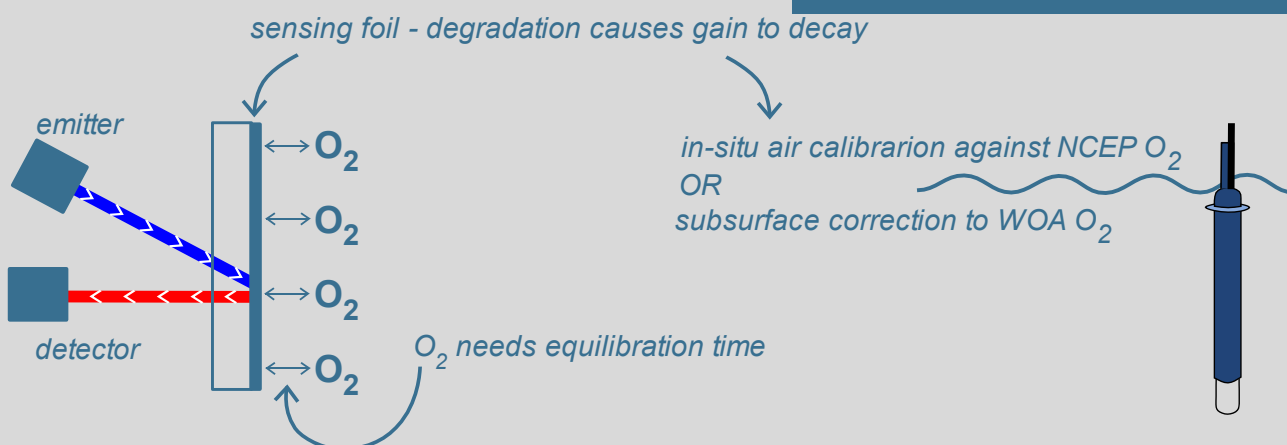 sensing foil - degradation causes gain to decay
emitter
O2
in-situ air calibrarion against NCEP O2
OR
O2
subsurface correction to WOA O2
O2
detector
O2 needs equilibration time
O2